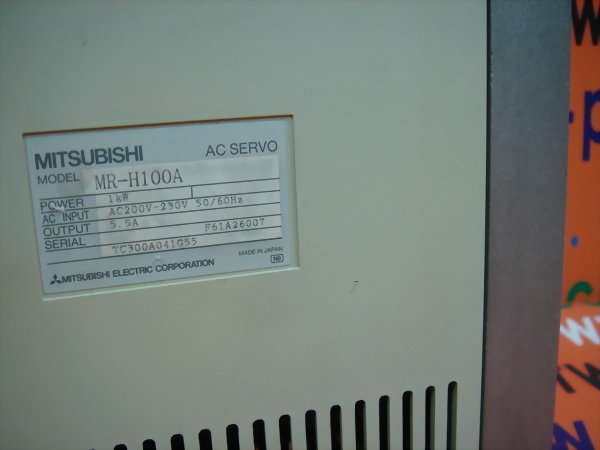 MITSUBISHI AC SERVO
MODEL MR-H100A
POWER 1kW
AC INPUT AC200V-230V 50/60Hz
OUTPUT 5.5A F61A26007
SERIAL TC300A041G55
MADE IN JAPAN
MITSUBISHI ELECTRIC CORPORATION NB